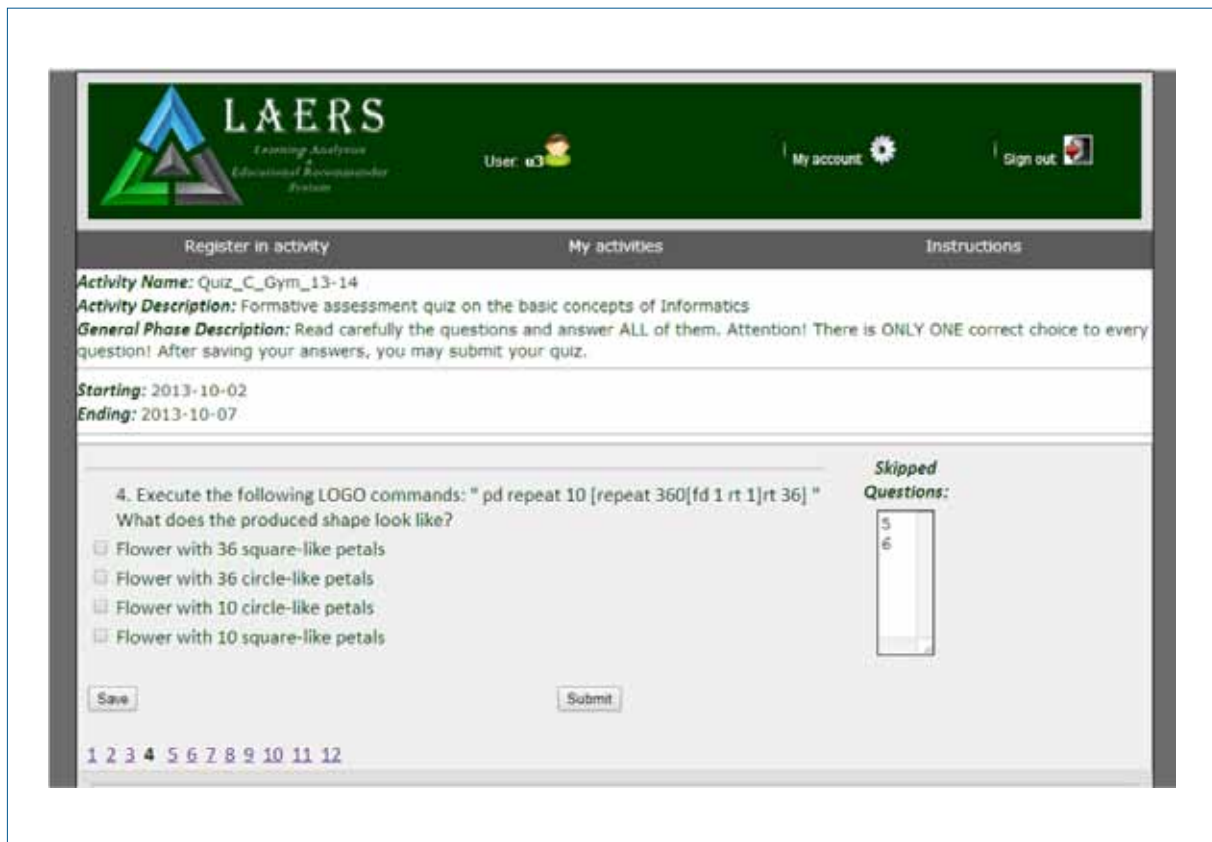 LAERS
Learning Analytics
&
Educational Recommender
System
User: u3
My account
Sign out
Register in activity
My activities
Instructions
Activity Name: Quiz_C_Gym_13-14
Activity Description: Formative assessment quiz on the basic concepts of Informatics
General Phase Description: Read carefully the questions and answer ALL of them. Attention! There is ONLY ONE correct choice to every
question! After saving your answers, you may submit your quiz.
Starting: 2013-10-02
Ending: 2013-10-07
4. Execute the following LOGO commands: " pd repeat 10 [repeat 360[fd 1 rt 1]rt 36] "
What does the produced shape look like?
Flower with 36 square-like petals
Flower with 36 circle-like petals
Flower with 10 circle-like petals
Flower with 10 square-like petals
Skipped
Questions:
5
6
Save
Submit
1 2 3 4 5 6 7 8 9 10 11 12